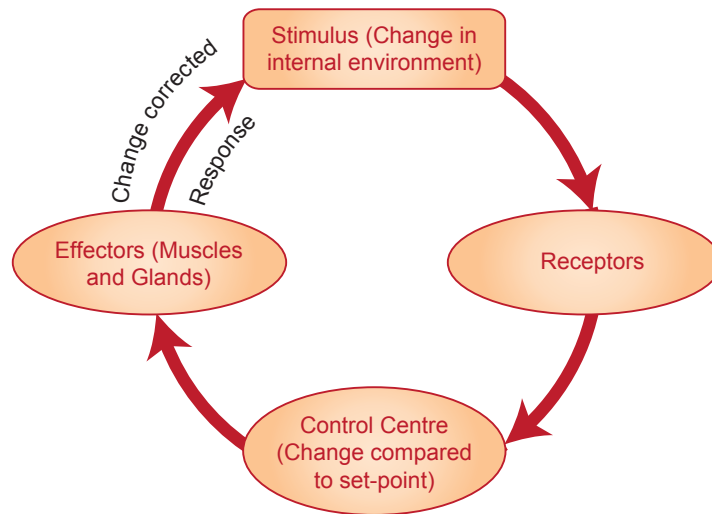 Stimulus (Change in
internal environment)
Receptors
Control Centre
(Change compared
to set-point)
Effectors (Muscles
and Glands)
Change corrected
Response